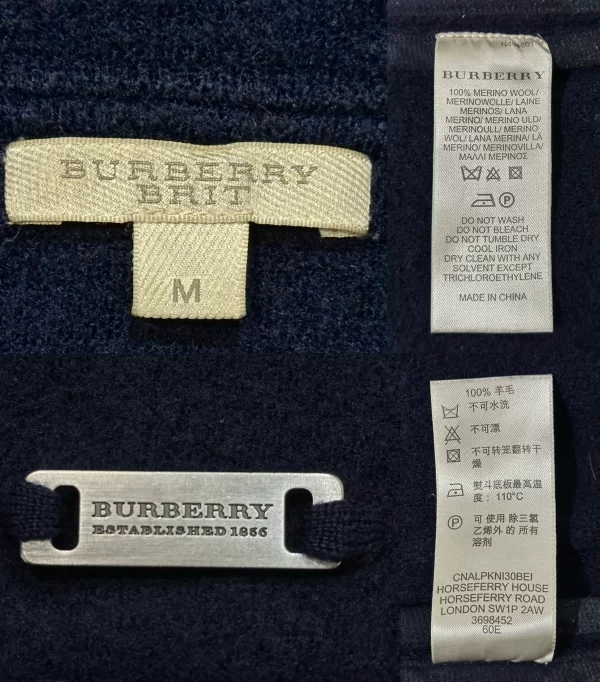 BURBERRY
BRIT
M
BURBERRY
100% MERINO WOOL/
MERINOWOLLE/ LAINE
MERINOS/ LANA
MERINO/ MERINO ULD/
MERINOULL/ MERINO
WOL/ LANA MERINA/ LÃ
MERINO/ MERINOVILLA/
ΜΑΛΛΙ ΜΕΡΙΝΟΣ
DO NOT WASH
DO NOT BLEACH
DO NOT TUMBLE DRY
COOL IRON
DRY CLEAN WITH ANY
SOLVENT EXCEPT
TRICHLOROETHYLENE
MADE IN CHINA
BURBERRY
ESTABLISHED 1856
100% 羊毛
不可水洗
不可漂
不可转笼翻转干
燥
熨斗底板最高温
度: 110°C
P
可 使用 除三氯
乙烯外 的 所有
溶剂
CNALPKNI30BEI
HORSEFERRY HOUSE
HORSEFERRY ROAD
LONDON SW1P 2AW
3698452
60E